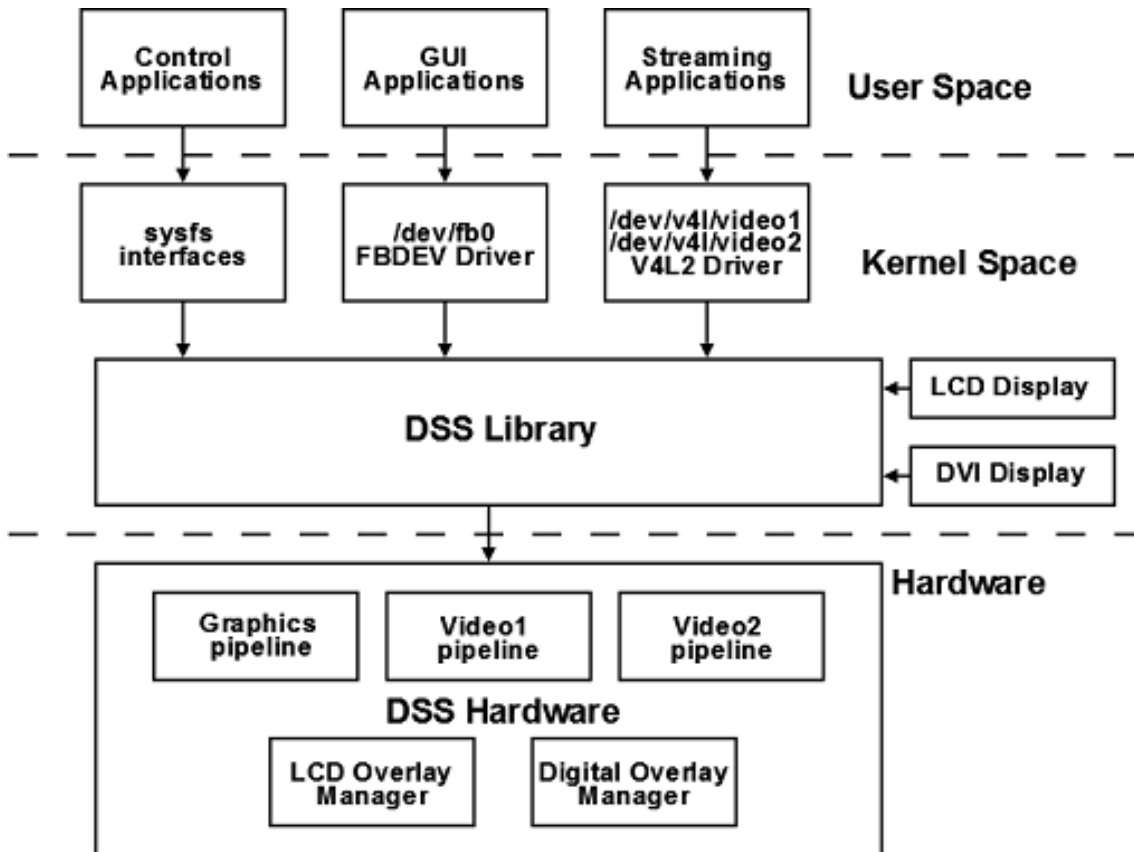 Control
Applications
GUI
Applications
Streaming
Applications
User Space
sysfs
interfaces
/dev/fb0
FBDEV Driver
/dev/v4l/video1
/dev/v4l/video2
V4L2 Driver
Kernel Space
DSS Library
LCD Display
DVI Display
Hardware
Graphics
pipeline
Video1
pipeline
Video2
pipeline
DSS Hardware
LCD Overlay
Manager
Digital Overlay
Manager